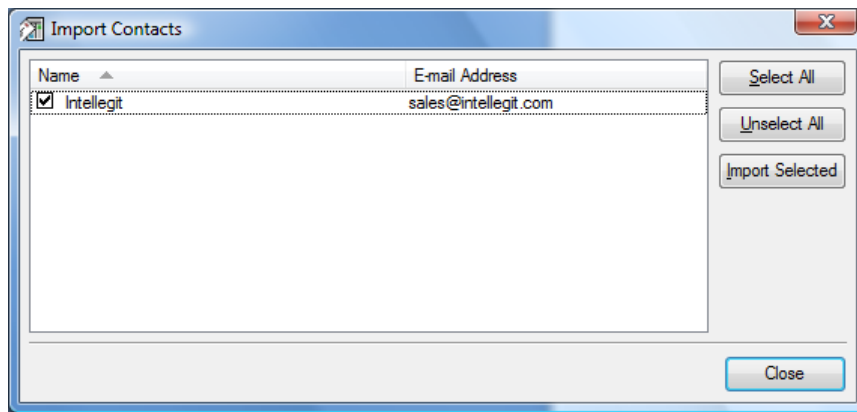 Import Contacts
Name E-mail Address
Intellegit sales@intellegit.com
Select All
Unselect All
Import Selected
Close